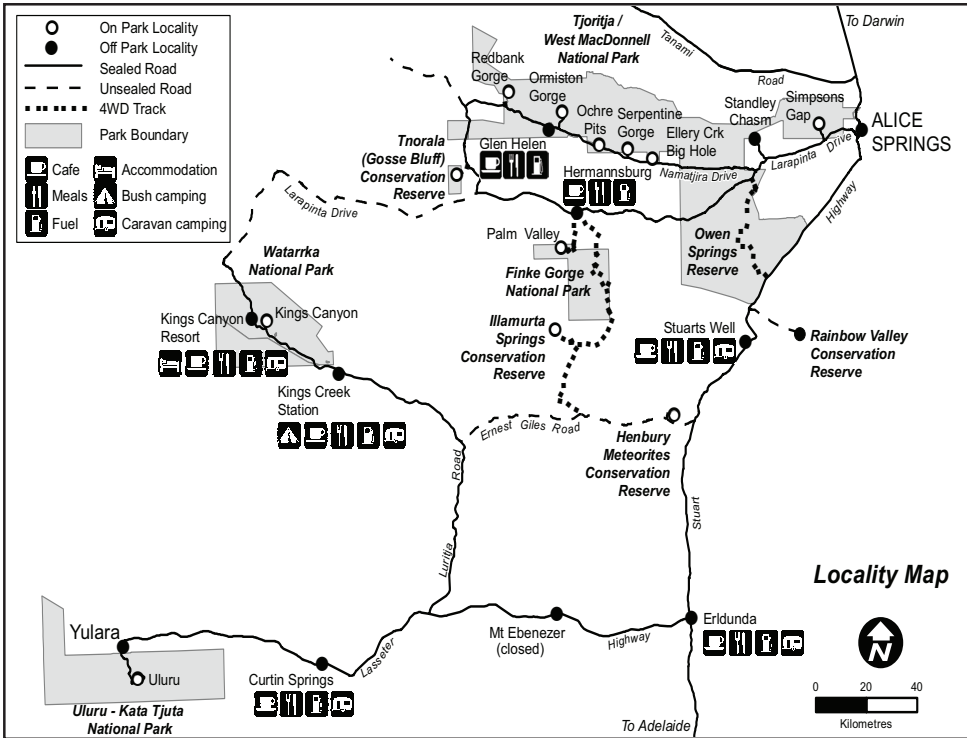 On Park Locality
Off Park Locality
Sealed Road
Unsealed Road
4WD Track
Park Boundary
Cafe
Accommodation
Meals
Bush camping
Fuel
Caravan camping
Tjoritja /
West MacDonnell
National Park
To Darwin
Tanami
Road
Redbank
Gorge
Ormiston
Gorge
Ochre
Pits
Serpentine
Gorge
Ellery Crk
Big Hole
Standley
Chasm
Simpsons
Gap
ALICE
SPRINGS
Larapinta Drive
Namatjira Drive
Highway
Glen Helen
Tnorala
(Gosse Bluff)
Conservation
Reserve
Hermannsburg
Larapinta Drive
Owen
Springs
Reserve
Palm Valley
Finke Gorge
National Park
Watarrka
National Park
Kings Canyon
Kings Canyon
Resort
Illamurta
Springs
Conservation
Reserve
Stuarts Well
Rainbow Valley
Conservation
Reserve
Kings Creek
Station
Ernest Giles Road
Henbury
Meteorites
Conservation
Reserve
Luritja
Road
Stuart
Locality Map
N
0 20 40
Kilometres
Yulara
Uluru
Uluru - Kata Tjuta
National Park
Curtin Springs
Lasseter
Highway
Mt Ebenezer
(closed)
Erldunda
To Adelaide